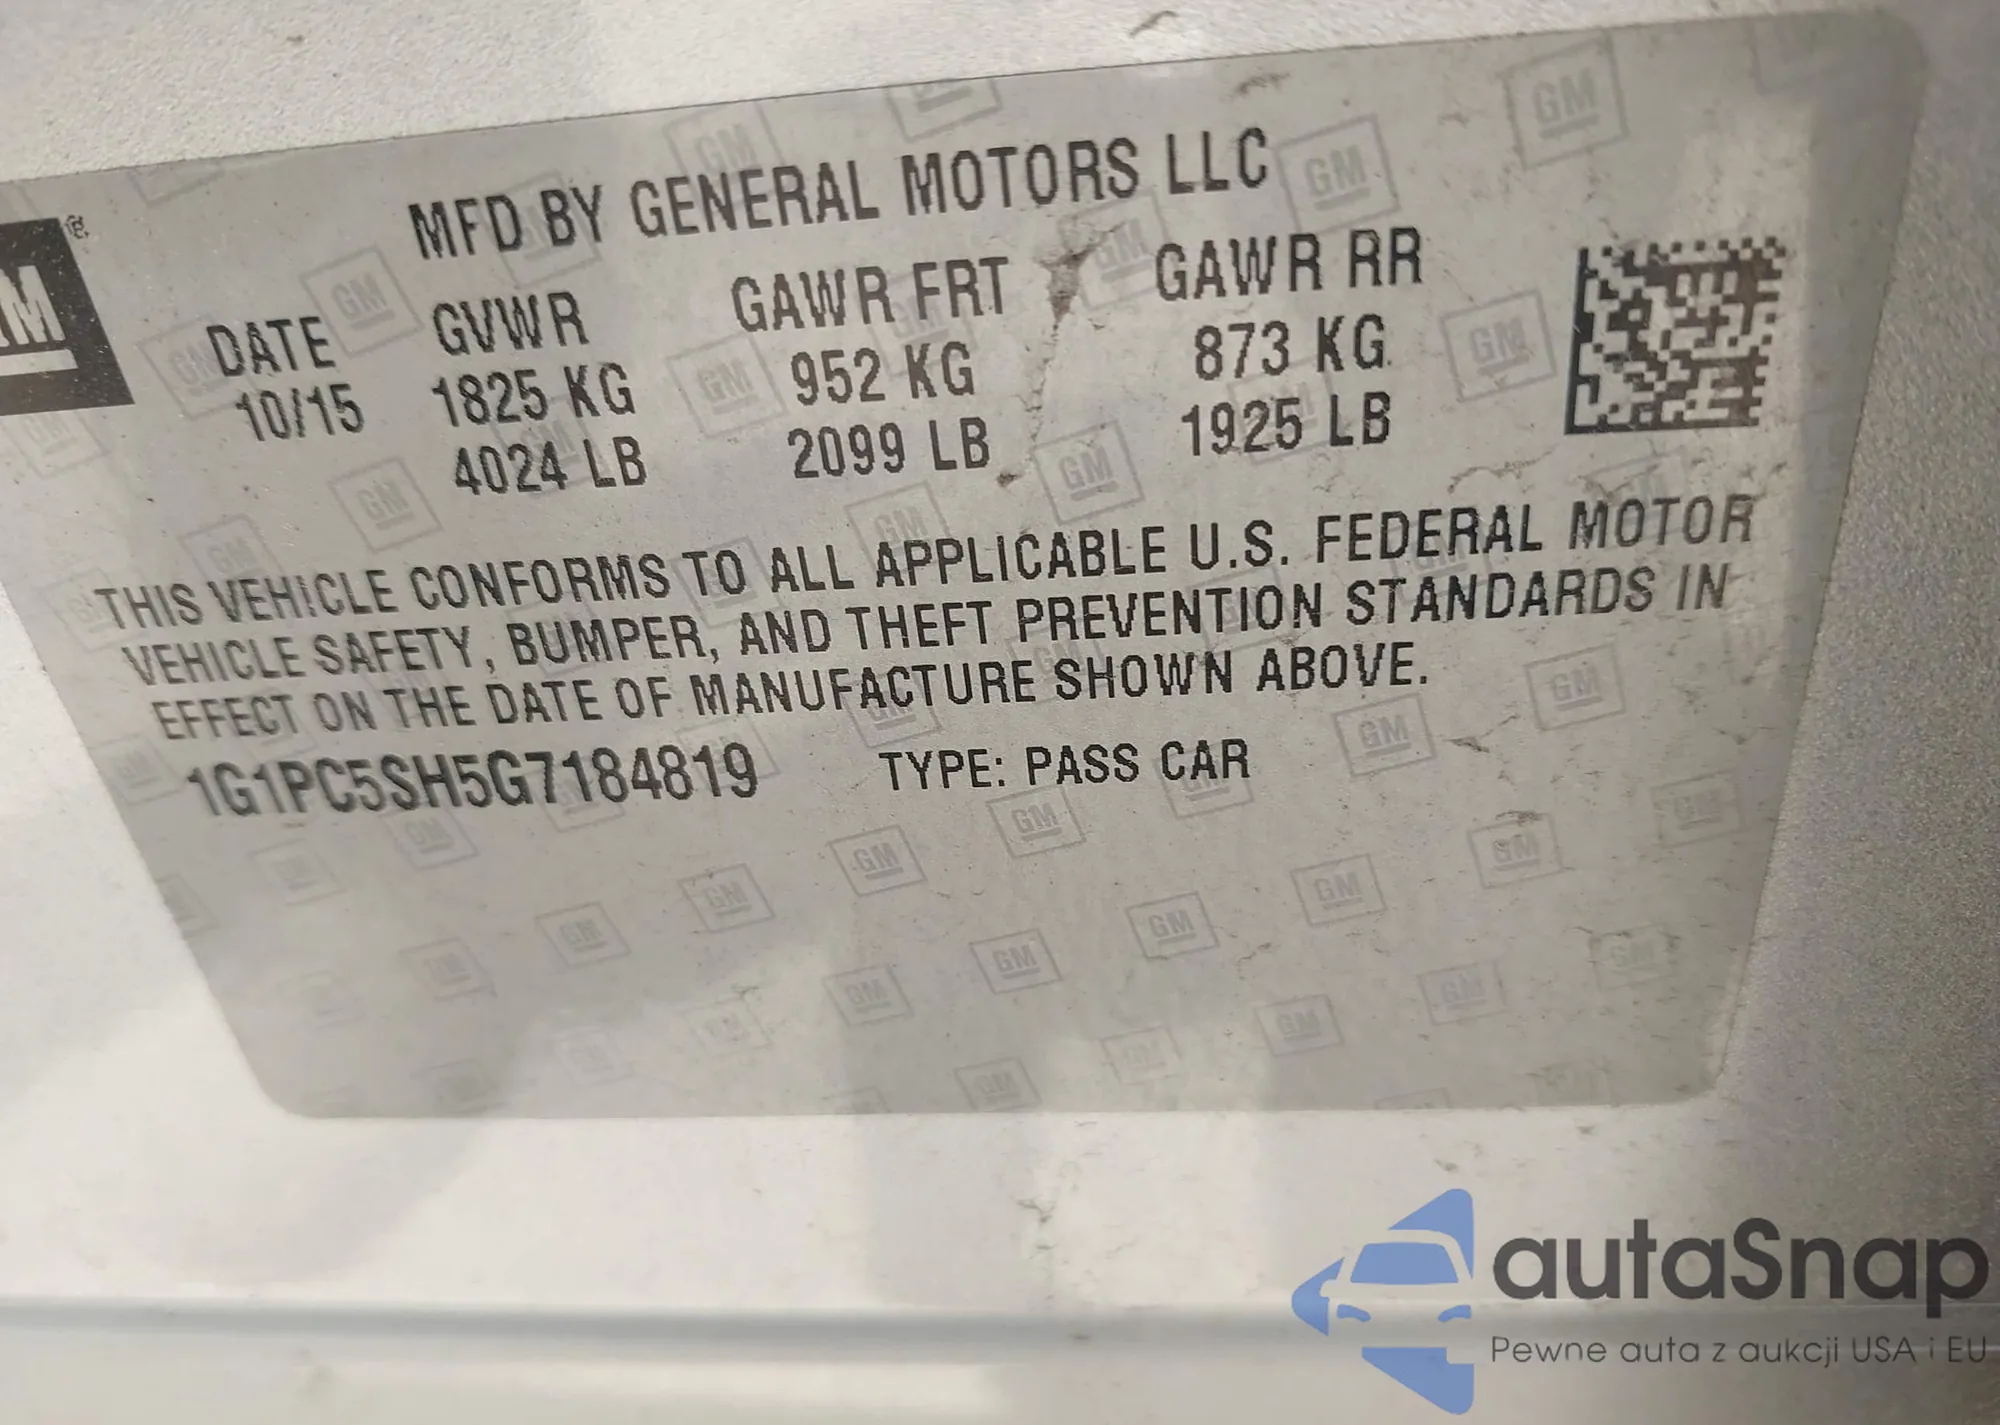 MFD BY GENERAL MOTORS LLC
DATE GVWR GAWR FRT GAWR RR
10/15 1825 KG 952 KG 873 KG
4024 LB 2099 LB 1925 LB
THIS VEHICLE CONFORMS TO ALL APPLICABLE U.S. FEDERAL MOTOR
VEHICLE SAFETY, BUMPER, AND THEFT PREVENTION STANDARDS IN
EFFECT ON THE DATE OF MANUFACTURE SHOWN ABOVE.
1G1PC5SH5G7184819 TYPE: PASS CAR
autaSnap
Pewne auta z aukcji USA i EU